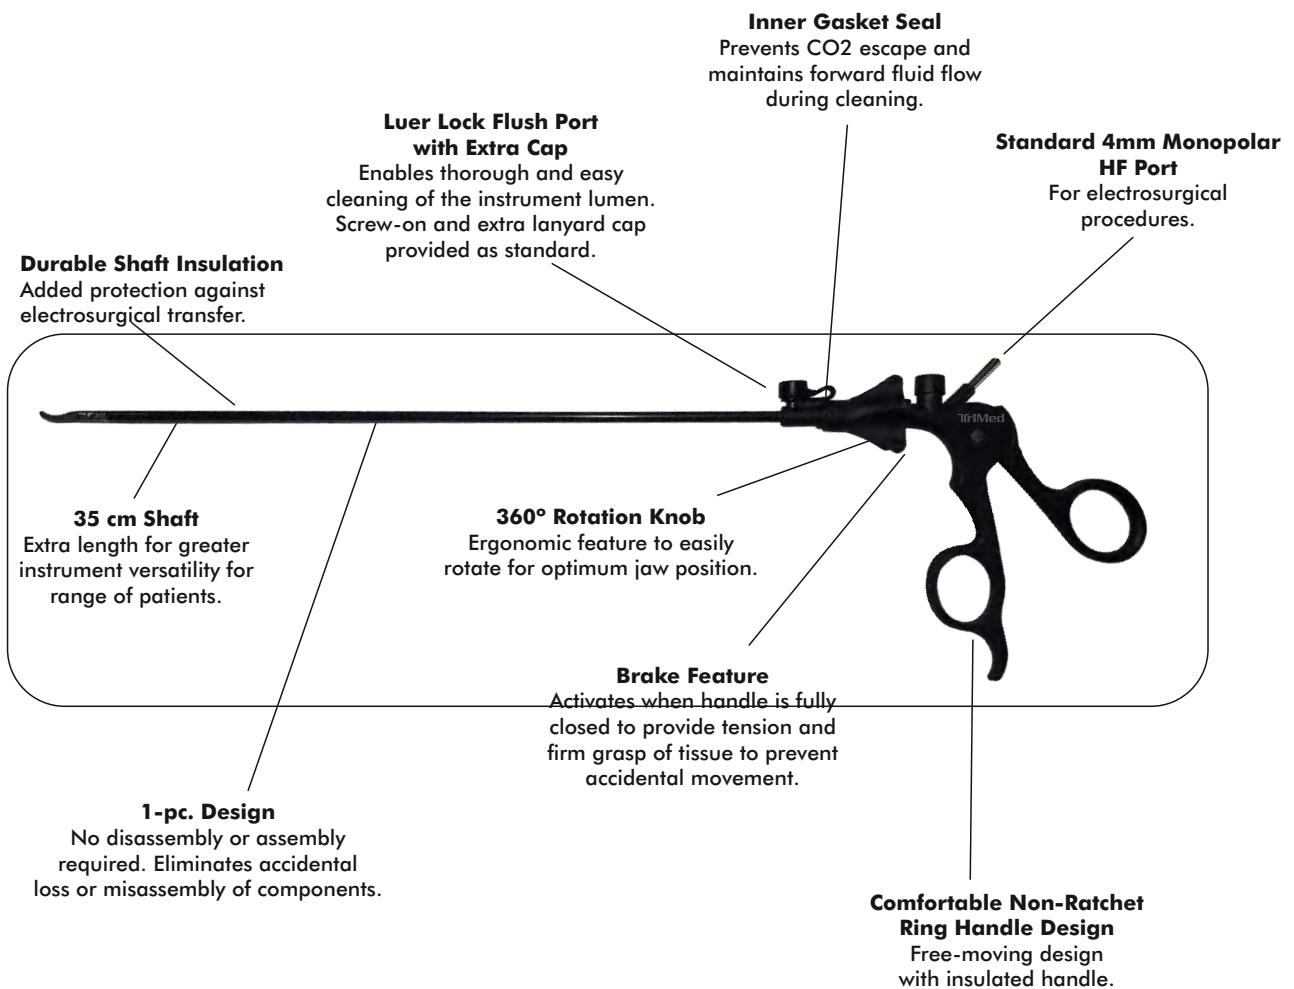 Inner Gasket Seal
Prevents CO2 escape and
maintains forward fluid flow
during cleaning.
Luer Lock Flush Port
with Extra Cap
Enables thorough and easy
cleaning of the instrument lumen.
Screw-on and extra lanyard cap
provided as standard.
Standard 4mm Monopolar
HF Port
For electrosurgical
procedures.
Durable Shaft Insulation
Added protection against
electrosurgical transfer.
TriMed
35 cm Shaft
Extra length for greater
instrument versatility for
range of patients.
360º Rotation Knob
Ergonomic feature to easily
rotate for optimum jaw position.
Brake Feature
Activates when handle is fully
closed to provide tension and
firm grasp of tissue to prevent
accidental movement.
1-pc. Design
No disassembly or assembly
required. Eliminates accidental
loss or misassembly of components.
Comfortable Non-Ratchet
Ring Handle Design
Free-moving design
with insulated handle.